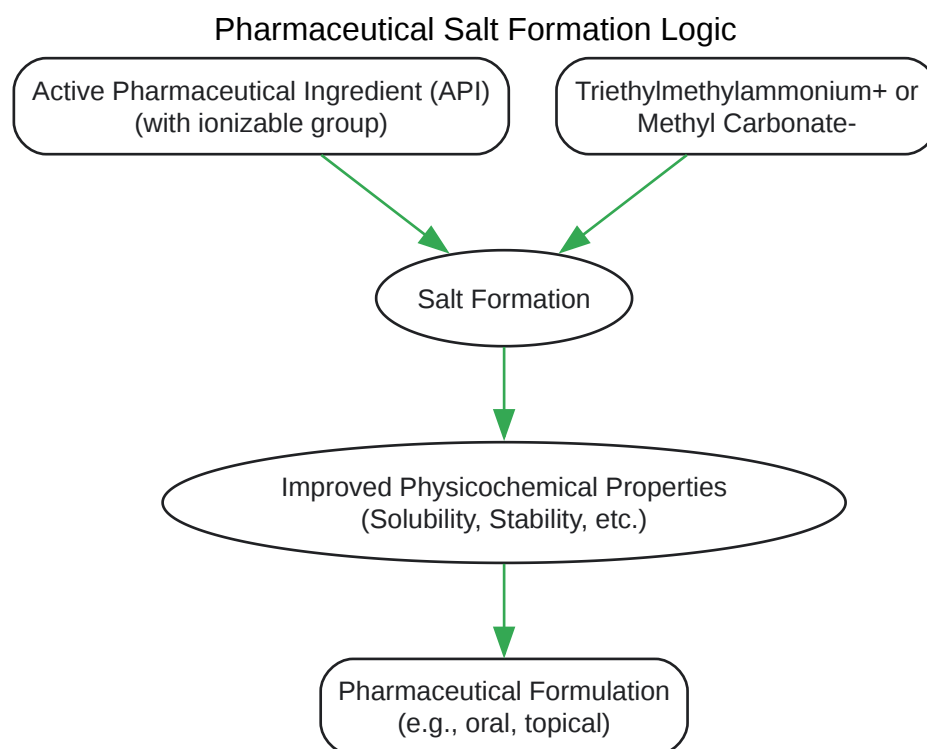 Pharmaceutical Salt Formation Logic
Active Pharmaceutical Ingredient (API)
(with ionizable group)
Triethylmethylammonium+ or
Methyl Carbonate-
Salt Formation
Improved Physicochemical Properties
(Solubility, Stability, etc.)
Pharmaceutical Formulation
(e.g., oral, topical)